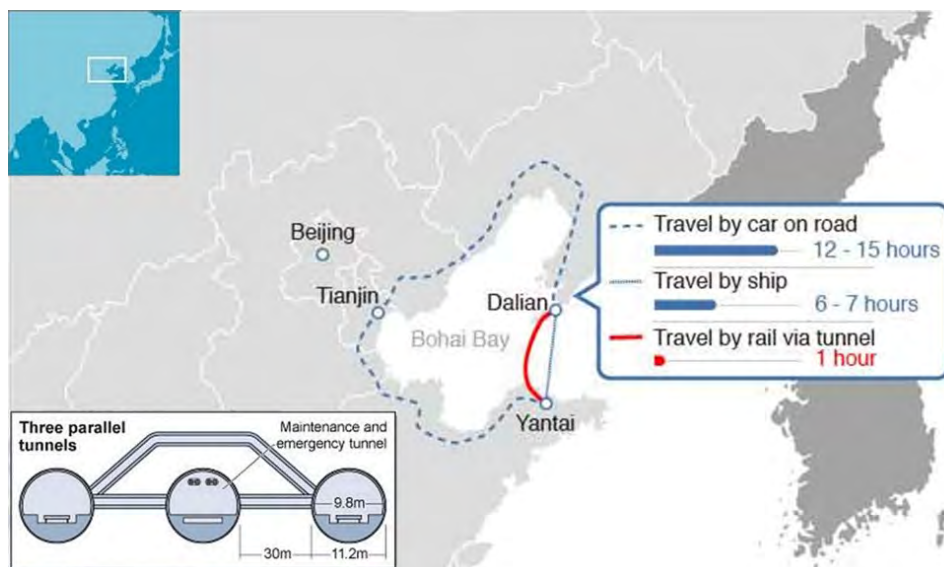 Beijing
Tianjin
Bohai Bay
Dalian
Yantai
Travel by car on road
12 - 15 hours
Travel by ship
6 - 7 hours
Travel by rail via tunnel
1 hour
Three parallel
tunnels
Maintenance and
emergency tunnel
9.8m
30m
11.2m